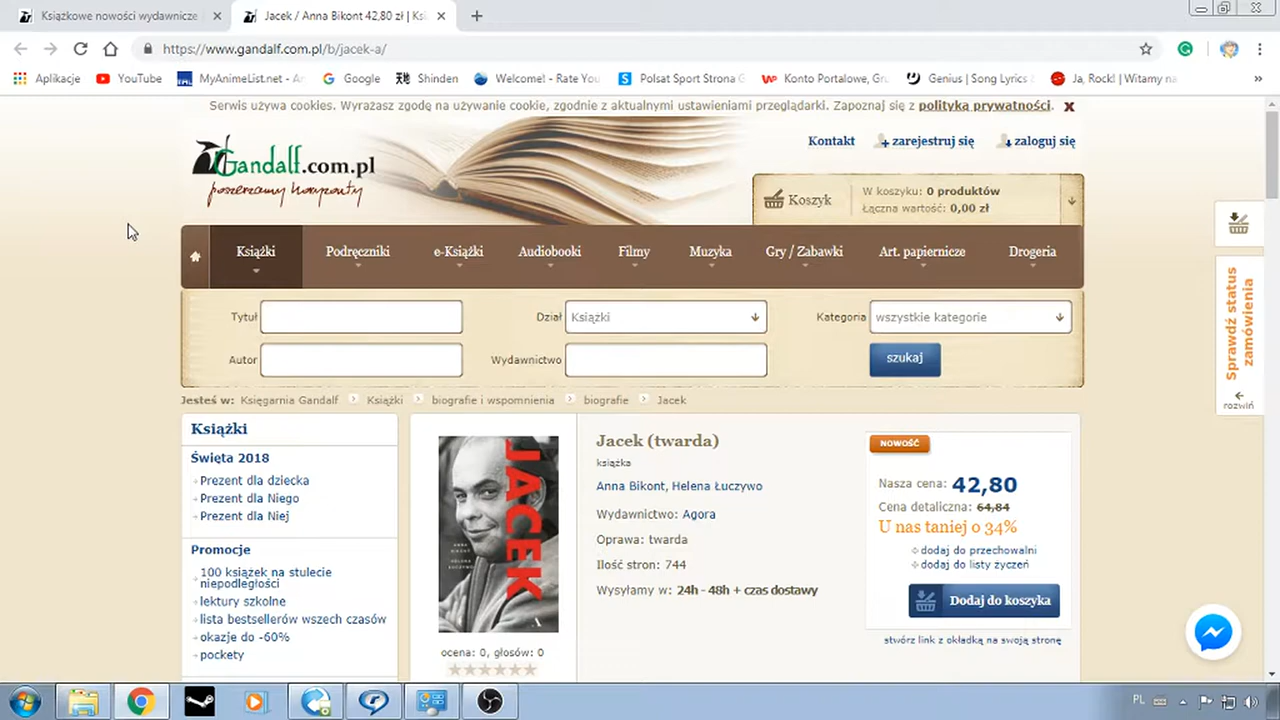 Książkowe nowości wydawnicze
Jacek / Anna Bikont 42,80 zł | Ksi
https://www.gandalf.com.pl/b/jacek-a/
Aplikacje
YouTube
MyAnimeList.net - An
Google
Shinden
Welcome! - Rate You
Polsat Sport Strona G
Konto Portalowe, Gr
Genius | Song Lyrics
Ja, Rock! | Witamy na
»
Serwis używa cookies. Wyrażasz zgodę na używanie cookie, zgodnie z aktualnymi ustawieniami przeglądarki. Zapoznaj się z polityką prywatności. x
Gandalf.com.pl
poszerzamy horyzonty
Kontakt
zarejestruj się
zaloguj się
Koszyk
W koszyku: 0 produktów
Łączna wartość: 0,00 zł
Książki
Podręczniki
e-Książki
Audiobooki
Filmy
Muzyka
Gry / Zabawki
Art. papiernicze
Drogeria
Tytuł
Dział
Książki
Kategoria
wszystkie kategorie
Autor
Wydawnictwo
szukaj
Sprawdź status zamówienia
rozwiń
Jesteś w: Księgarnia Gandalf
Książki
biografie i wspomnienia
biografie
Jacek
Książki
Święta 2018
Prezent dla dziecka
Prezent dla Niego
Prezent dla Niej
Promocje
100 książek na stulecie
niepodległości
lektury szkolne
lista bestsellerów wszech czasów
okazje do -60%
pockety
JACEK
ANNA
BIKONT
HELENA
ŁUCZYWO
ocena: 0, głosów: 0
Jacek (twarda)
książka
Anna Bikont, Helena Łuczywo
Wydawnictwo: Agora
Oprawa: twarda
Ilość stron: 744
Wysyłamy w: 24h - 48h + czas dostawy
NOWOŚĆ
Nasza cena: 42,80
Cena detaliczna: 64,84
U nas taniej o 34%
dodaj do przechowalni
dodaj do listy życzeń
Dodaj do koszyka
stwórz link z okładką na swoją stronę
PL